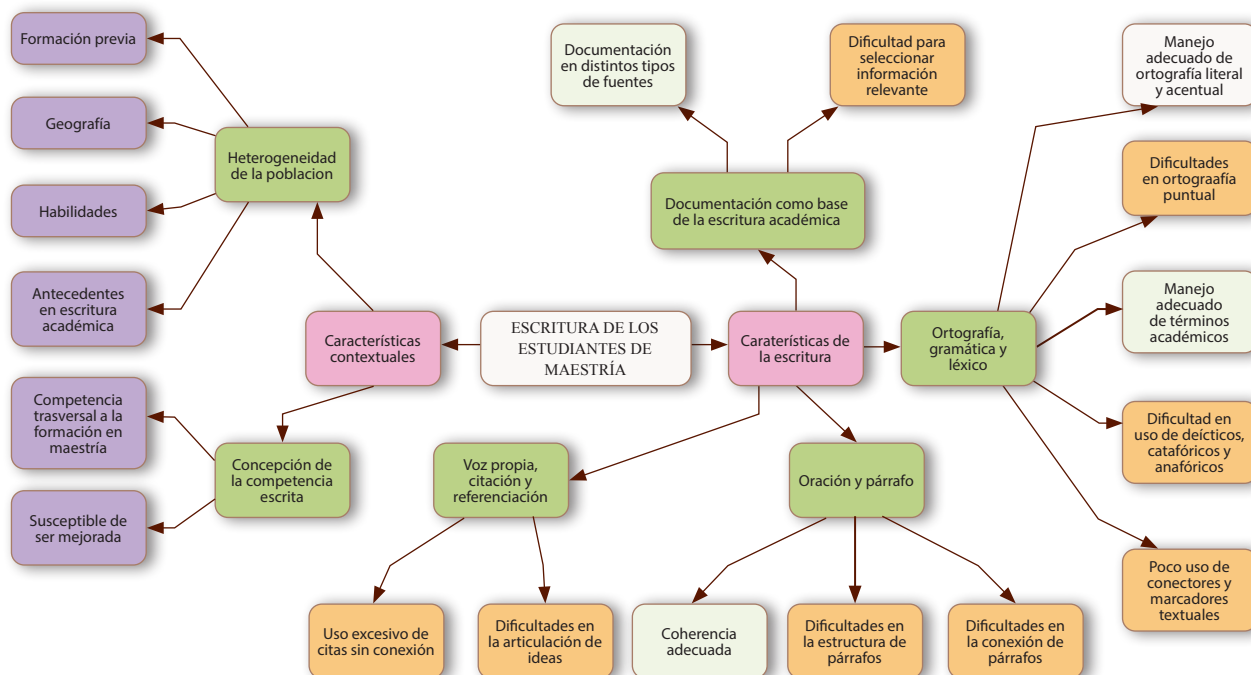 Formación previa
Geografía
Habilidades
Antecedentes
en escritura
académica
Competencia
trasversal a la
formación en
maestría
Susceptible de
ser mejorada
Heterogeneidad
de la poblacion
Características
contextuales
Concepción de
la competencia
escrita
ESCRITURA DE LOS
ESTUDIANTES DE
MAESTRÍA
Documentación
en distintos tipos
de fuentes
Dificultad para
seleccionar
información
relevante
Documentación como base
de la escritura académica
Caraterísticas de
la escritura
Voz propia,
citación y
referenciación
Oración y párrafo
Uso excesivo de
citas sin conexión
Dificultades en
la articulación de
ideas
Coherencia
adecuada
Dificultades en
la estructura de
párrafos
Dificultades en
la conexión de
párrafos
Ortografía,
gramática y
léxico
Manejo
adecuado de
ortografía literal
y acentual
Dificultades
en ortograafía
puntual
Manejo
adecuado
de términos
académicos
Dificultad en
uso de deícticos,
catafóricos y
anafóricos
Poco uso de
conectores y
marcadores
textuales